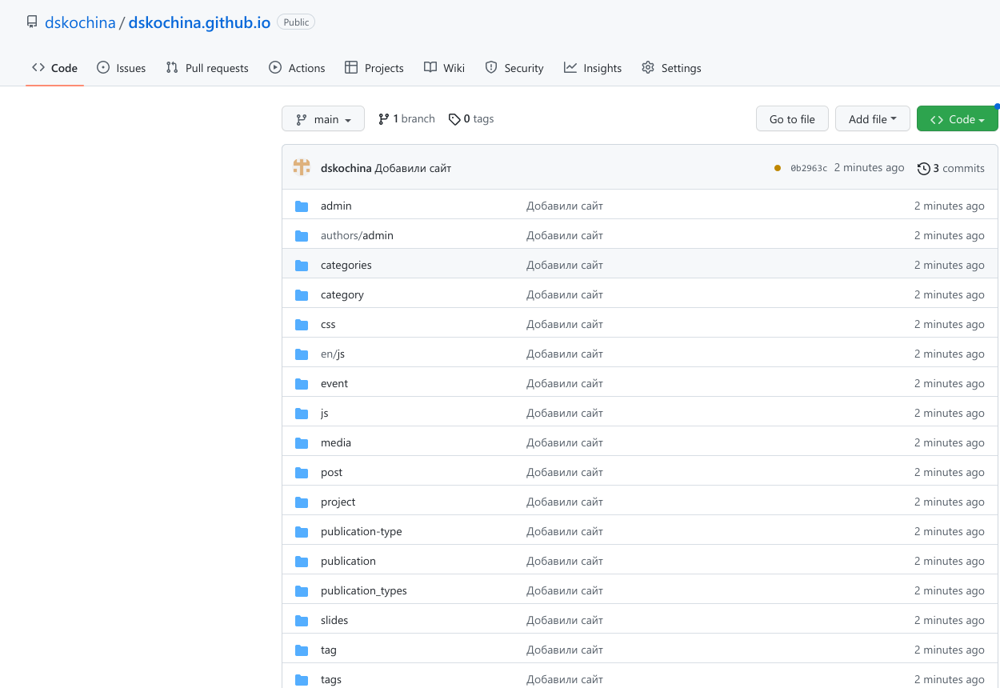 dskochina / dskochina.github.io Public
Code Issues Pull requests Actions Projects Wiki Security Insights Settings
main 1 branch 0 tags Go to file Add file Code
dskochina Добавили сайт 0b2963c 2 minutes ago 3 commits
admin Добавили сайт 2 minutes ago
authors/admin Добавили сайт 2 minutes ago
categories Добавили сайт 2 minutes ago
category Добавили сайт 2 minutes ago
css Добавили сайт 2 minutes ago
en/js Добавили сайт 2 minutes ago
event Добавили сайт 2 minutes ago
js Добавили сайт 2 minutes ago
media Добавили сайт 2 minutes ago
post Добавили сайт 2 minutes ago
project Добавили сайт 2 minutes ago
publication-type Добавили сайт 2 minutes ago
publication Добавили сайт 2 minutes ago
publication_types Добавили сайт 2 minutes ago
slides Добавили сайт 2 minutes ago
tag Добавили сайт 2 minutes ago
tags Добавили сайт 2 minutes ago